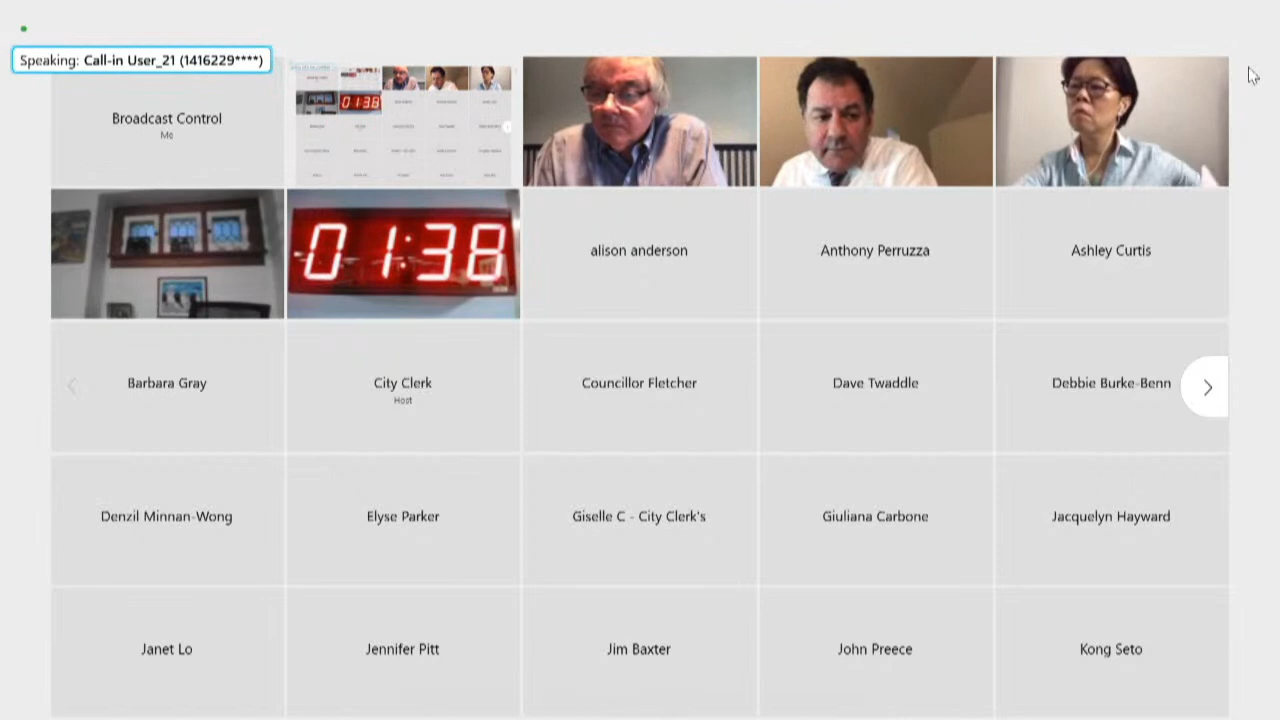 Speaking: Call-in User_21 (1416229****)
Broadcast Control
Me
01:38
01:38
alison anderson
Anthony Perruzza
Ashley Curtis
Barbara Gray
City Clerk
Host
Councillor Fletcher
Dave Twaddle
Debbie Burke-Benn
Denzil Minnan-Wong
Elyse Parker
Giselle C - City Clerk's
Giuliana Carbone
Jacquelyn Hayward
Janet Lo
Jennifer Pitt
Jim Baxter
John Preece
Kong Seto